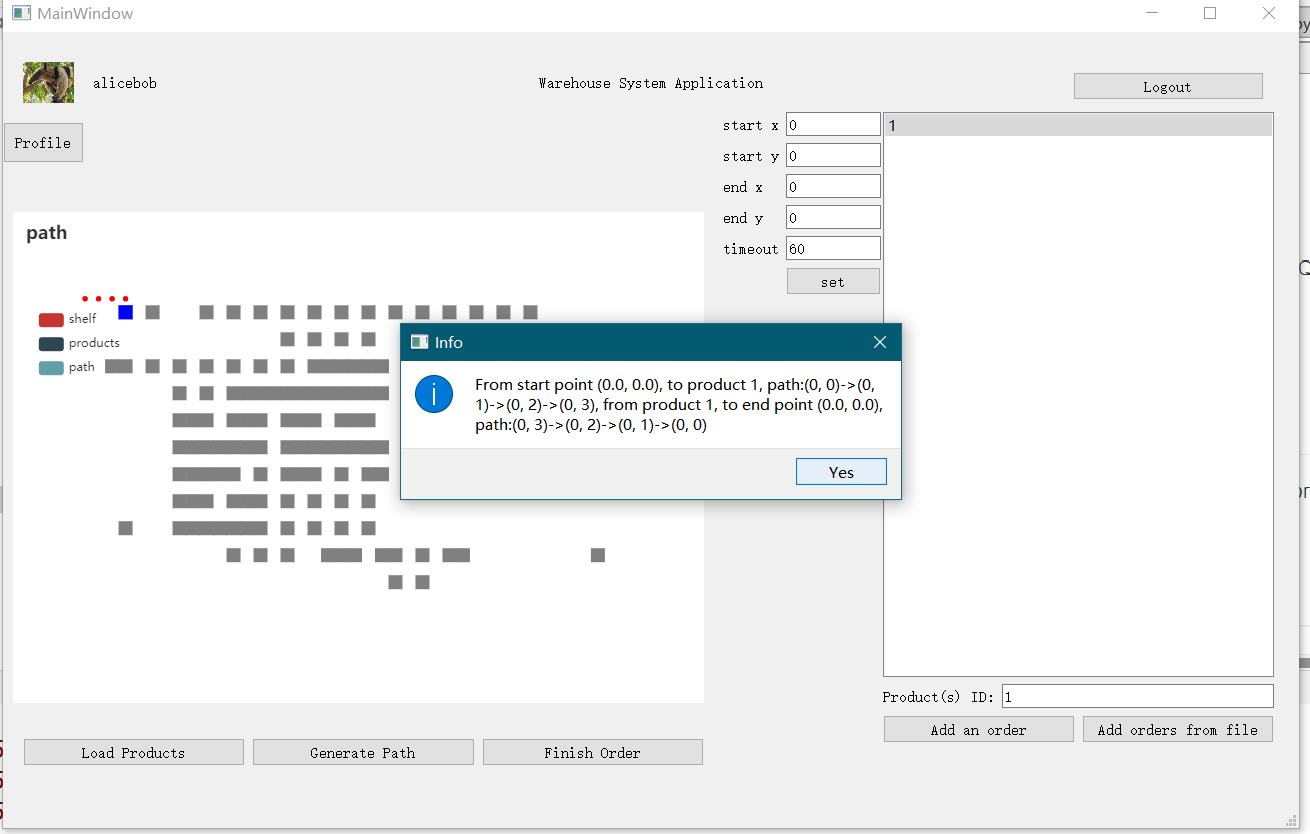 MainWindow
alicebob
Warehouse System Application
Logout
Profile
start x 0
start y 0
end x 0
end y 0
timeout 60
set
1
path
shelf
products
path
Info
From start point (0.0, 0.0), to product 1, path:(0, 0)->(0,
1)->(0, 2)->(0, 3), from product 1, to end point (0.0, 0.0),
path:(0, 3)->(0, 2)->(0, 1)->(0, 0)
Yes
Product(s) ID: 1
Add an order
Add orders from file
Load Products
Generate Path
Finish Order